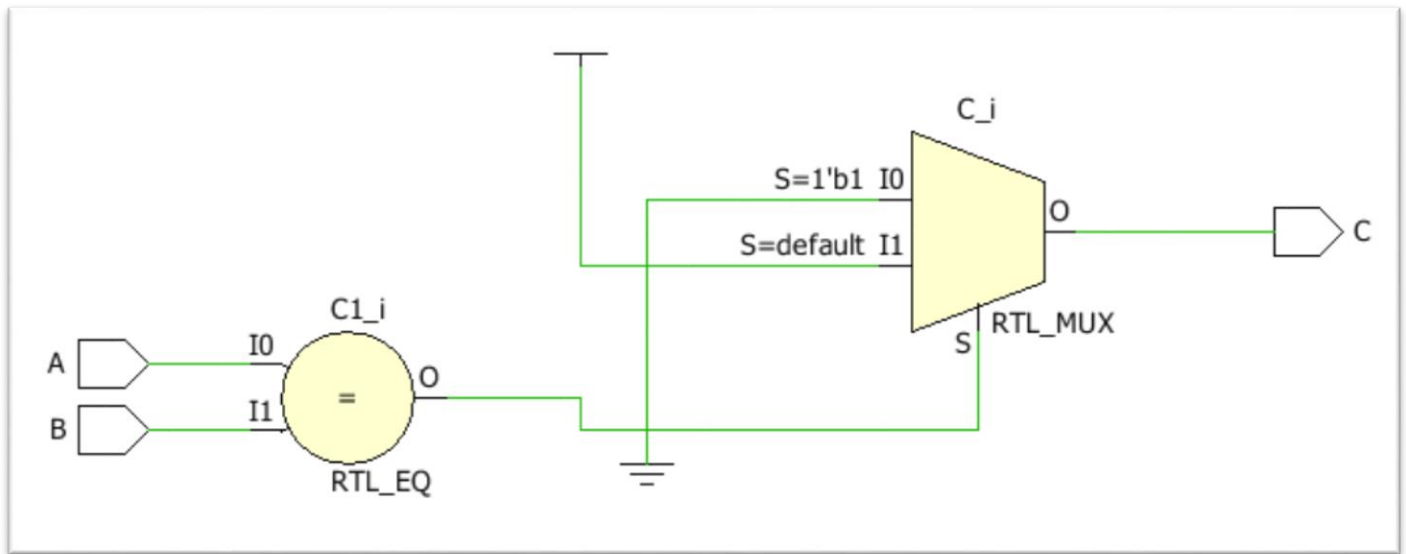 C_i
S=1'b1 I0
O
C
S=default I1
C1_i
RTL_MUX
S
A
I0
O
=
B
I1
RTL_EQ